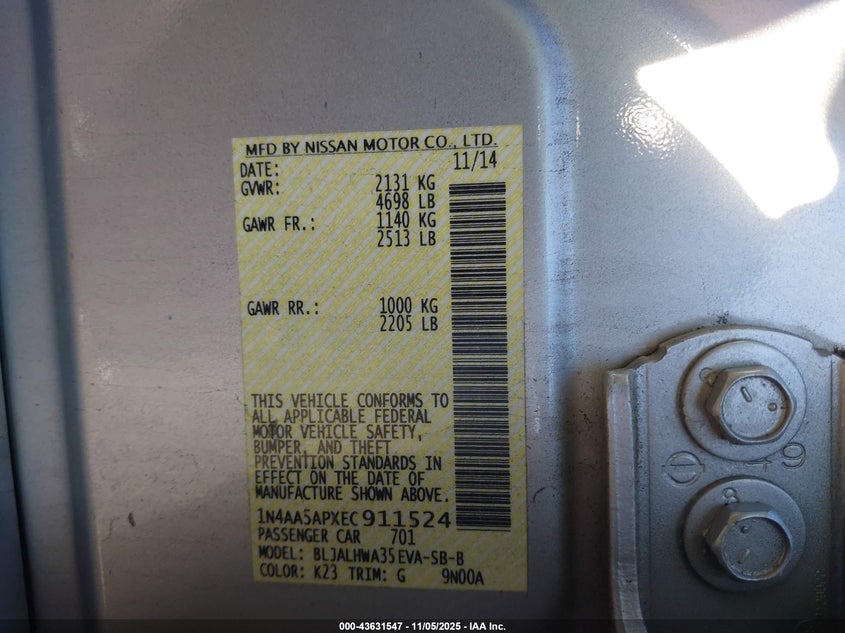 MFD BY NISSAN MOTOR CO., LTD.
DATE: 11/14
GVWR: 2131 KG
4698 LB
GAWR FR.: 1140 KG
2513 LB
GAWR RR.: 1000 KG
2205 LB
THIS VEHICLE CONFORMS TO
ALL APPLICABLE FEDERAL
MOTOR VEHICLE SAFETY,
BUMPER, AND THEFT
PREVENTION STANDARDS IN
EFFECT ON THE DATE OF
MANUFACTURE SHOWN ABOVE.
1N4AA5APXEC911524
PASSENGER CAR 701
MODEL: BLJALHWA35EVA-SB-B
COLOR: K23 TRIM: G 9N00A
49
000-43631547 - 11/05/2025 - IAA Inc.